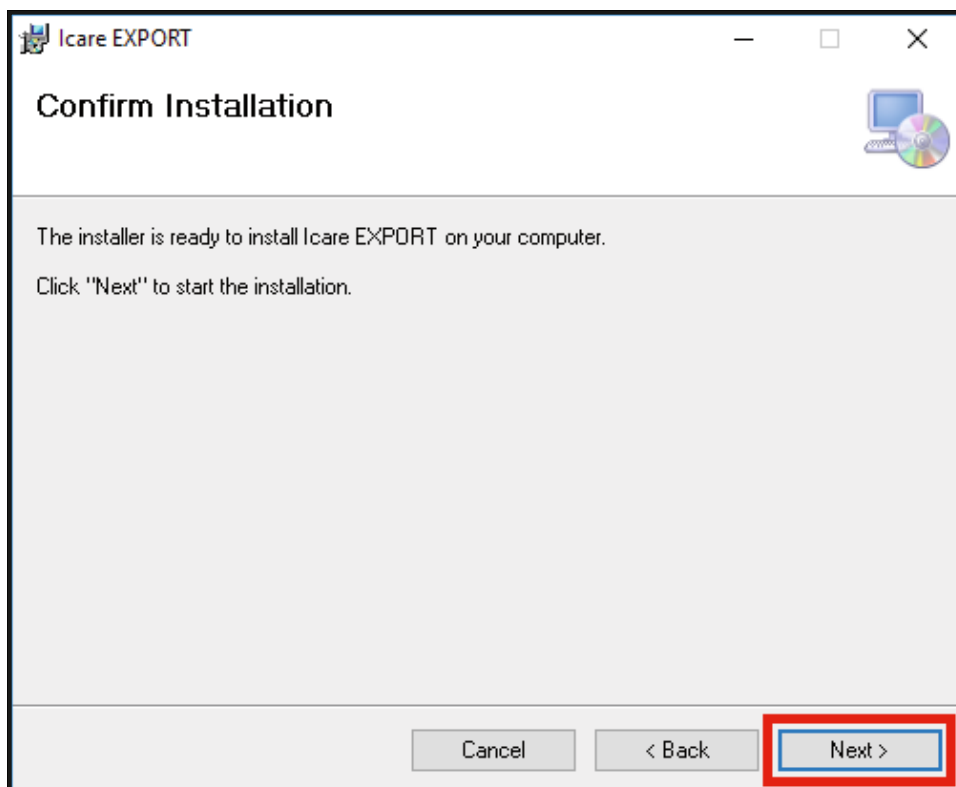 Icare EXPORT
Confirm Installation
The installer is ready to install Icare EXPORT on your computer.
Click "Next" to start the installation.
Cancel
< Back
Next >